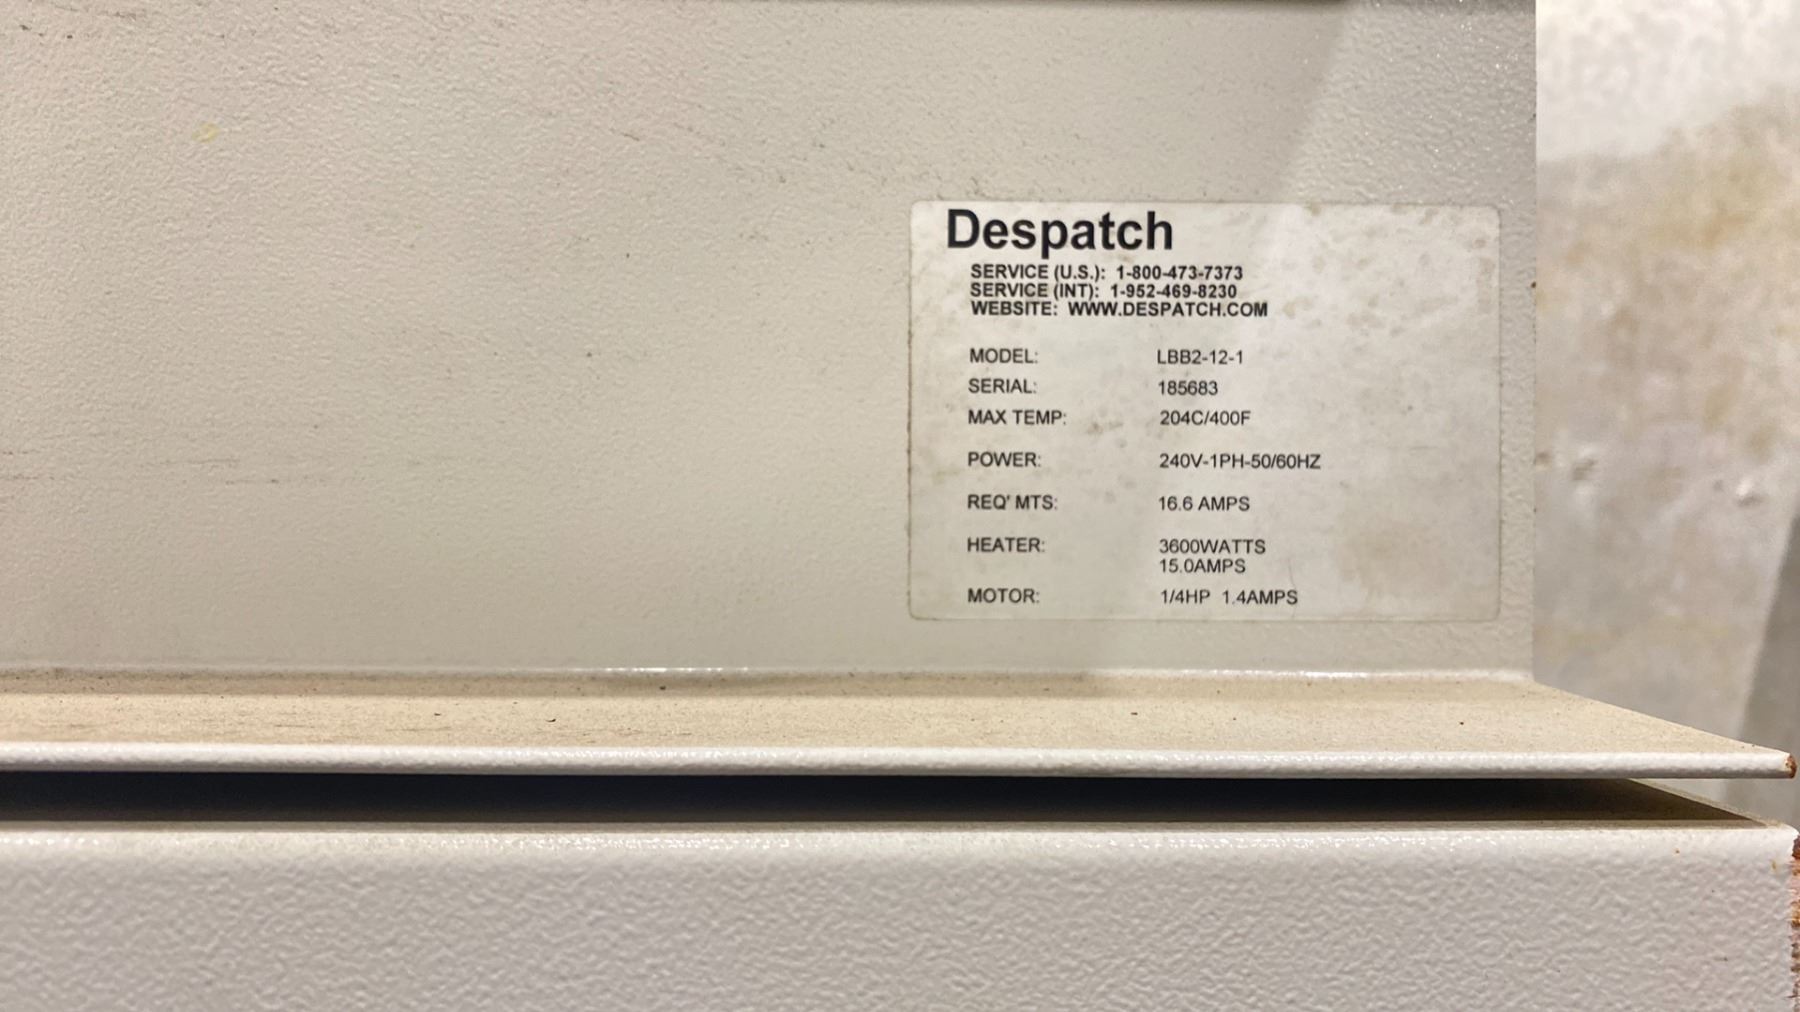 Despatch
SERVICE (U.S.): 1-800-473-7373
SERVICE (INT): 1-952-469-8230
WEBSITE: WWW.DESPATCH.COM
MODEL: LBB2-12-1
SERIAL: 185683
MAX TEMP: 204C/400F
POWER: 240V-1PH-50/60HZ
REQ' MTS: 16.6 AMPS
HEATER: 3600WATTS
15.0AMPS
MOTOR: 1/4HP 1.4AMPS